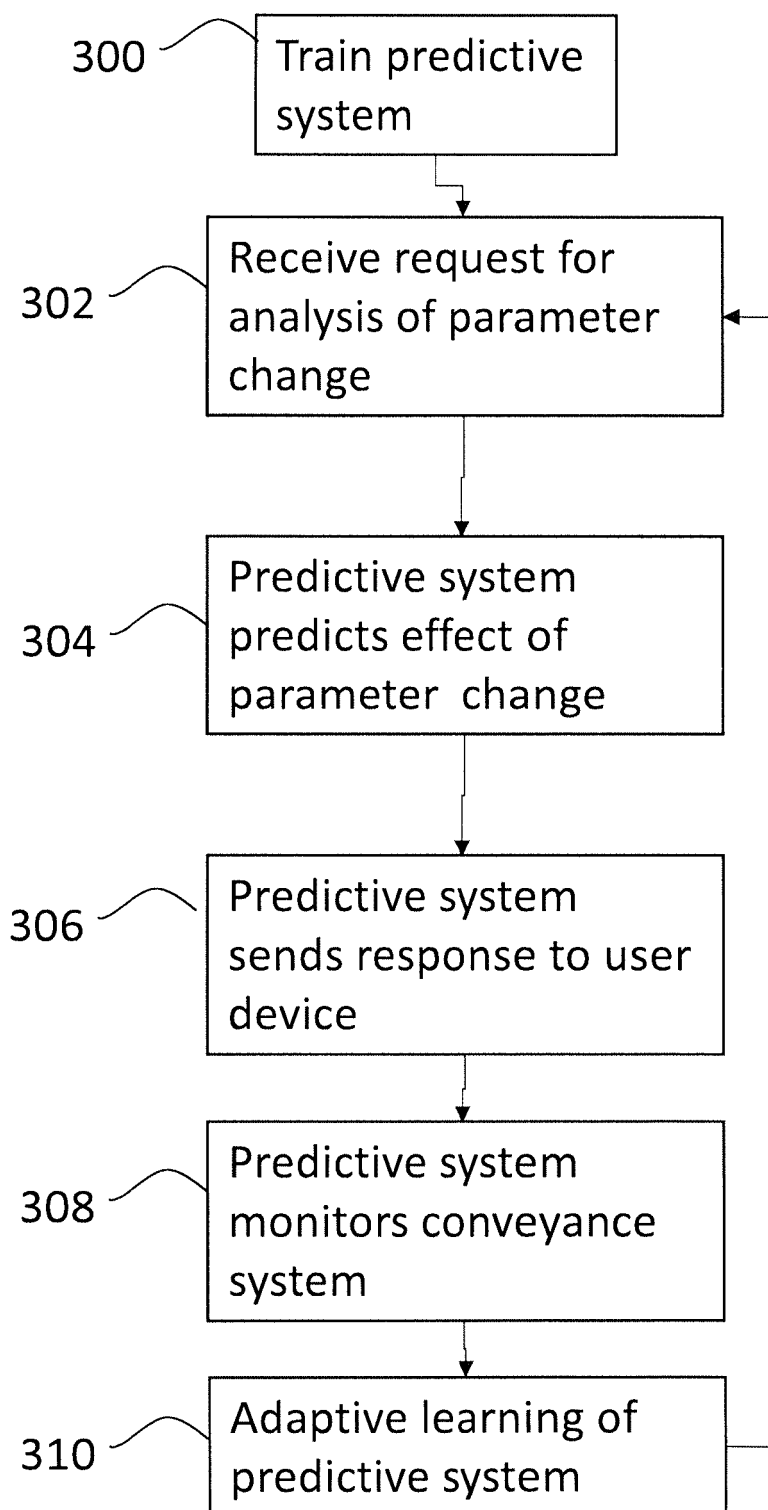 300
Train predictive
system
302
Receive request for
analysis of parameter
change
304
Predictive system
predicts effect of
parameter change
306
Predictive system
sends response to user
device
308
Predictive system
monitors conveyance
system
310
Adaptive learning of
predictive system